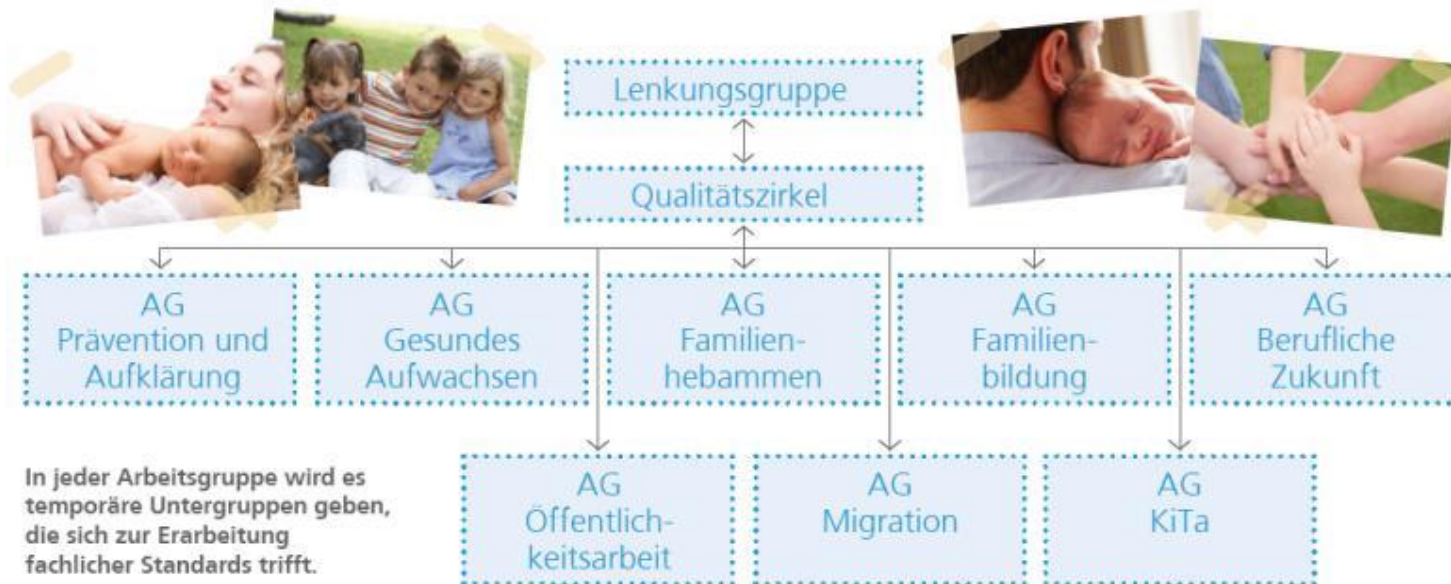 Lenkungsgruppe
Qualitätszirkel
AG
Prävention und
Aufklärung
AG
Gesundes
Aufwachsen
AG
Familien-
hebammen
AG
Familien-
bildung
AG
Berufliche
Zukunft
AG
Öffentlich-
keitsarbeit
AG
Migration
AG
KiTa
In jeder Arbeitsgruppe wird es
temporäre Untergruppen geben,
die sich zur Erarbeitung
fachlicher Standards trifft.